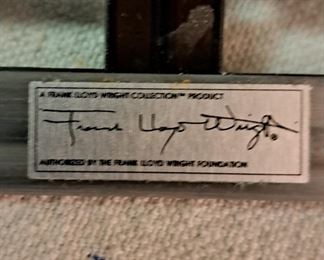 A FRANK LLOYD WRIGHT COLLECTION™ PRODUCT
Frank Lloyd Wright®
AUTHORIZED BY THE FRANK LLOYD WRIGHT FOUNDATION